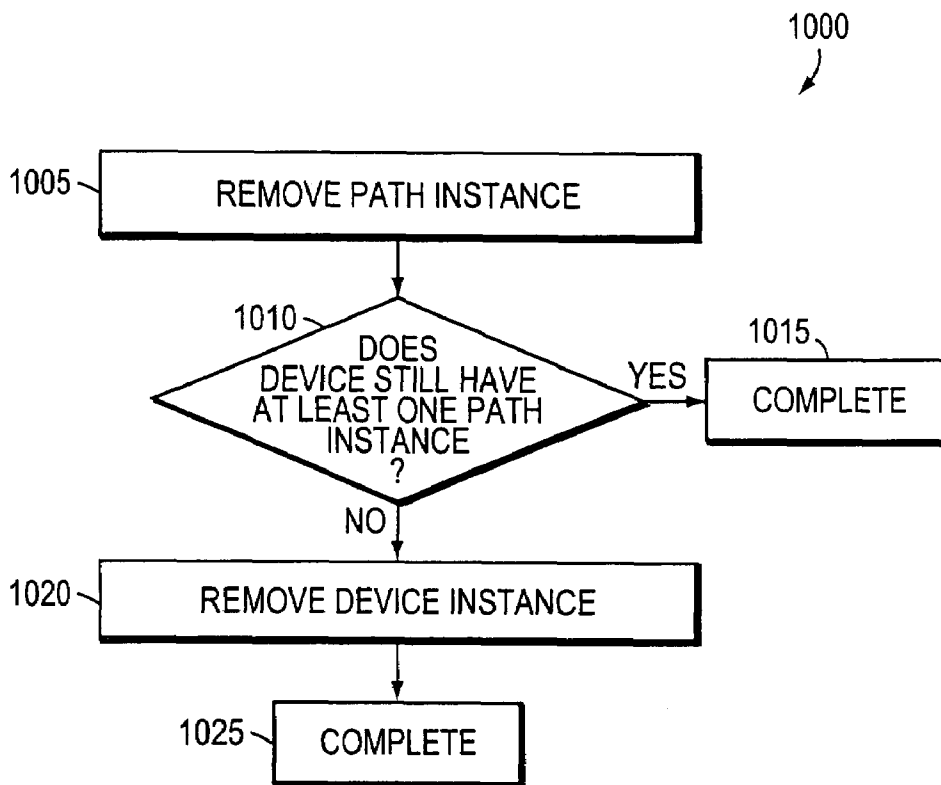 1000
1005
REMOVE PATH INSTANCE
1010
DOES
DEVICE STILL HAVE
AT LEAST ONE PATH
INSTANCE
?
YES
1015
COMPLETE
NO
1020
REMOVE DEVICE INSTANCE
1025
COMPLETE